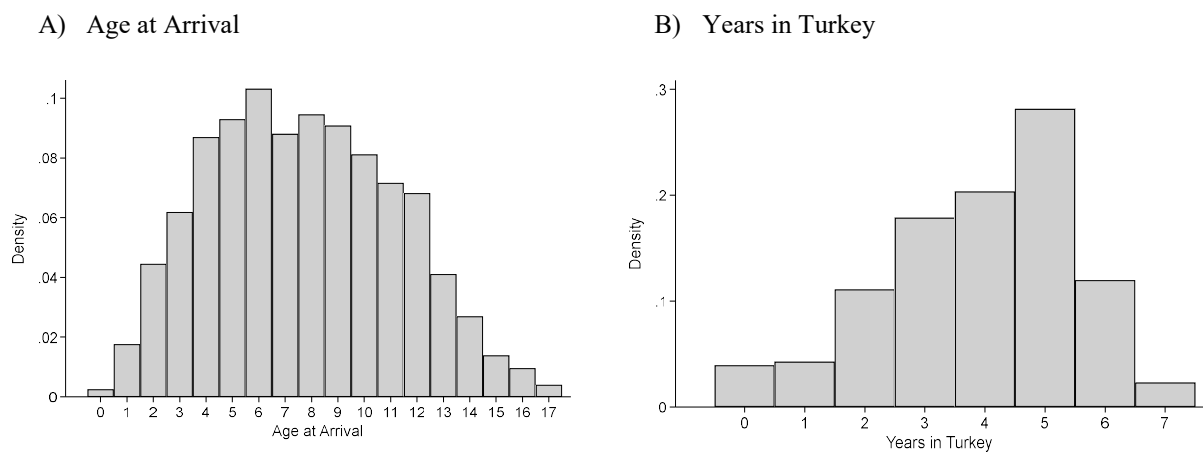 A) Age at Arrival
B) Years in Turkey
.1
.08
.06
.04
.02
0
Density
0 1 2 3 4 5 6 7 8 9 10 11 12 13 14 15 16 17
Age at Arrival
.3
.2
.1
0
Density
0 1 2 3 4 5 6 7
Years in Turkey